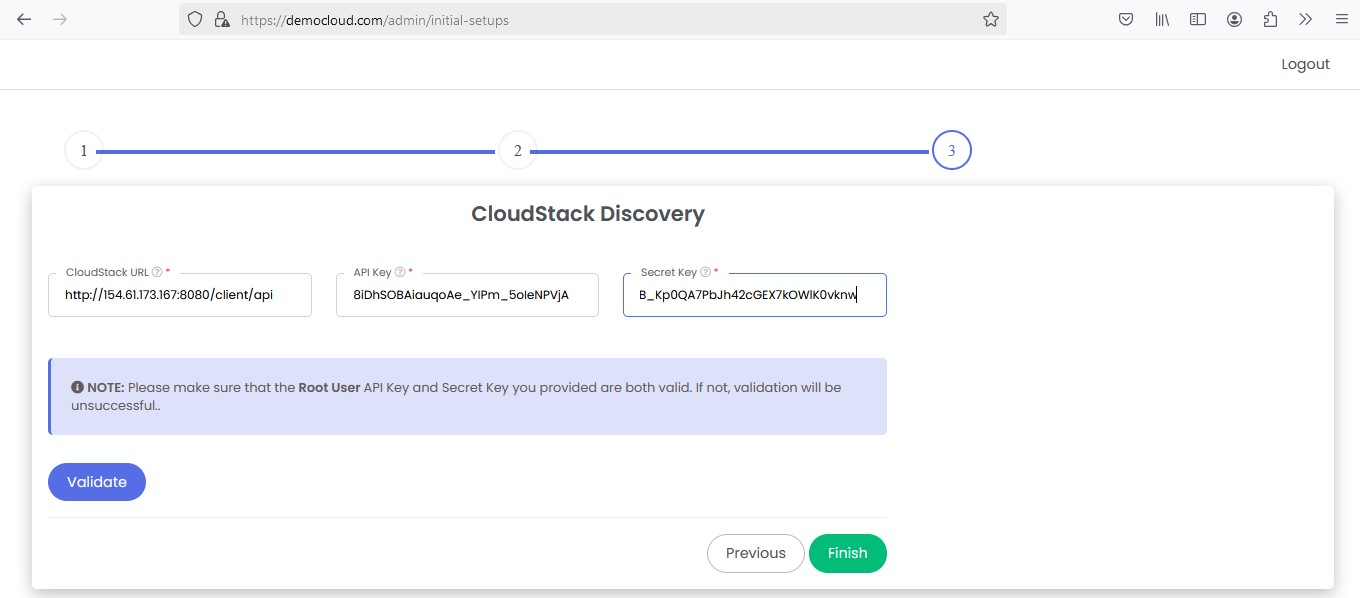 https://democloud.com/admin/initial-setups
Logout
1
2
3
CloudStack Discovery
CloudStack URL ? *
API Key ? *
Secret Key ? *
http://154.61.173.167:8080/client/api
8iDhSOBAiauqoAe_YlPm_5oIeNPVjA
B_Kp0QA7PbJh42cGEX7kOWlK0vknw
NOTE: Please make sure that the Root User API Key and Secret Key you provided are both valid. If not, validation will be
unsuccessful..
Validate
Previous
Finish